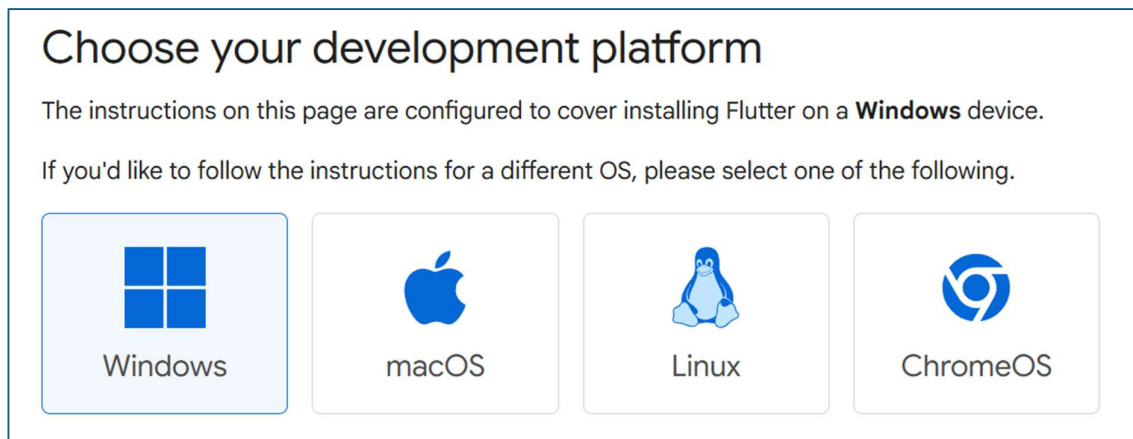 Choose your development platform
The instructions on this page are configured to cover installing Flutter on a Windows device.
If you'd like to follow the instructions for a different OS, please select one of the following.
Windows
macOS
Linux
ChromeOS